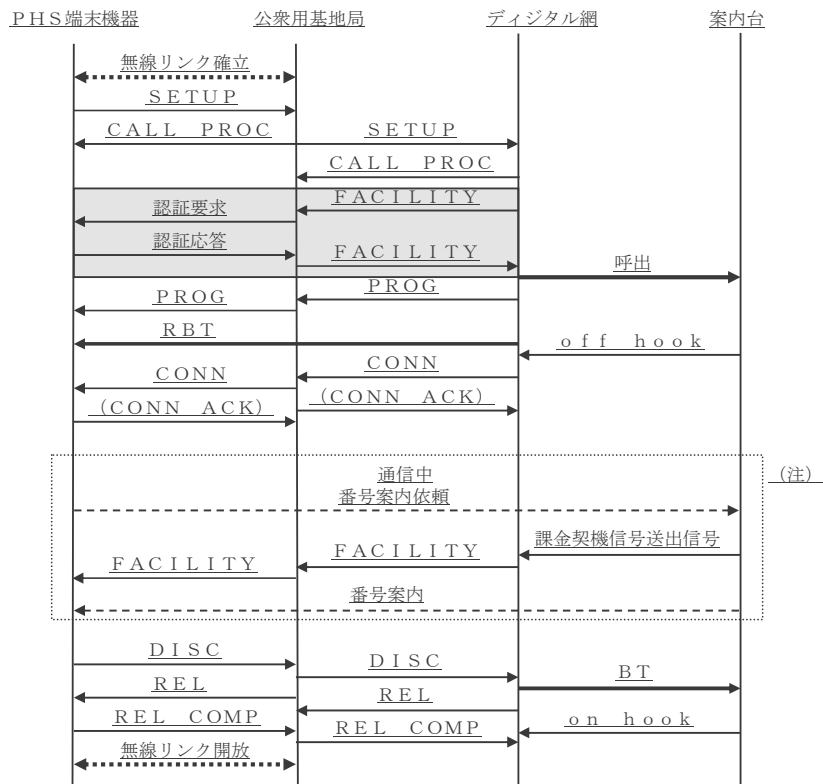 ＰＨＳ端末機器　公衆用基地局　ディジタル網　案内台
無線リンク確立
ＳＥＴＵＰ
ＣＡＬＬ　ＰＲＯＣ　ＳＥＴＵＰ
ＣＡＬＬ　ＰＲＯＣ
ＦＡＣＩＬＩＴＹ
認証要求
認証応答
ＦＡＣＩＬＩＴＹ
呼出
ＰＲＯＧ
ＰＲＯＧ
ＲＢＴ
ｏｆｆ　ｈｏｏｋ
ＣＯＮＮ
ＣＯＮＮ
（ＣＯＮＮ　ＡＣＫ）
（ＣＯＮＮ　ＡＣＫ）
通信中
（注）
番号案内依頼
課金契機信号送出信号
ＦＡＣＩＬＩＴＹ
ＦＡＣＩＬＩＴＹ
番号案内
ＤＩＳＣ
ＤＩＳＣ
ＢＴ
ＲＥＬ
ＲＥＬ
ＲＥＬ　ＣＯＭＰ
ｏｎ　ｈｏｏｋ
ＲＥＬ　ＣＯＭＰ
無線リンク開放